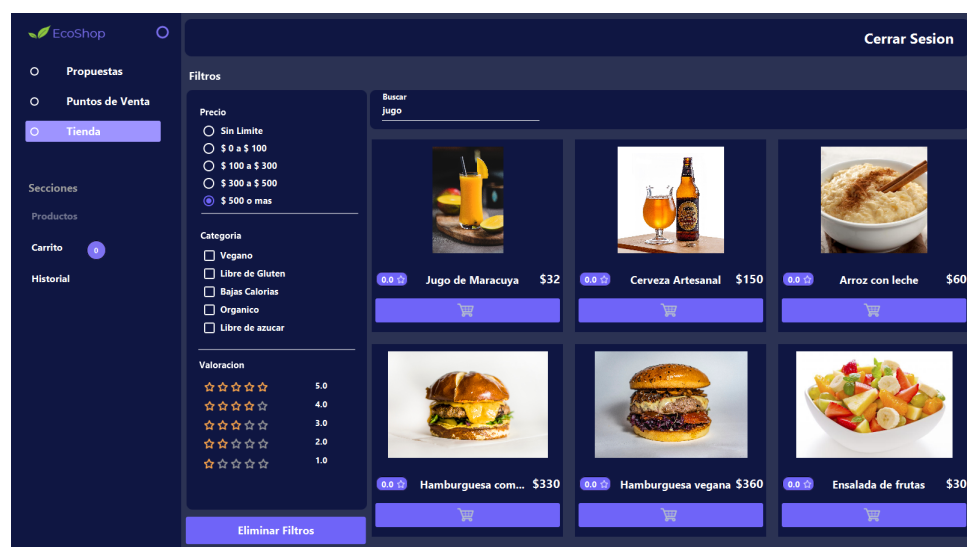 EcoShop
Cerrar Sesion
Propuestas
Puntos de Venta
Tienda
Secciones
Productos
Carrito
0
Historial
Filtros
Precio
Sin Limite
$ 0 a $ 100
$ 100 a $ 300
$ 300 a $ 500
$ 500 o mas
Categoria
Vegano
Libre de Gluten
Bajas Calorias
Organico
Libre de azucar
Valoracion
5.0
4.0
3.0
2.0
1.0
Eliminar Filtros
Buscar
jugo
0.0 Jugo de Maracuya $32
0.0 Cerveza Artesanal $150
0.0 Arroz con leche $60
0.0 Hamburguesa com... $330
0.0 Hamburguesa vegana $360
0.0 Ensalada de frutas $30